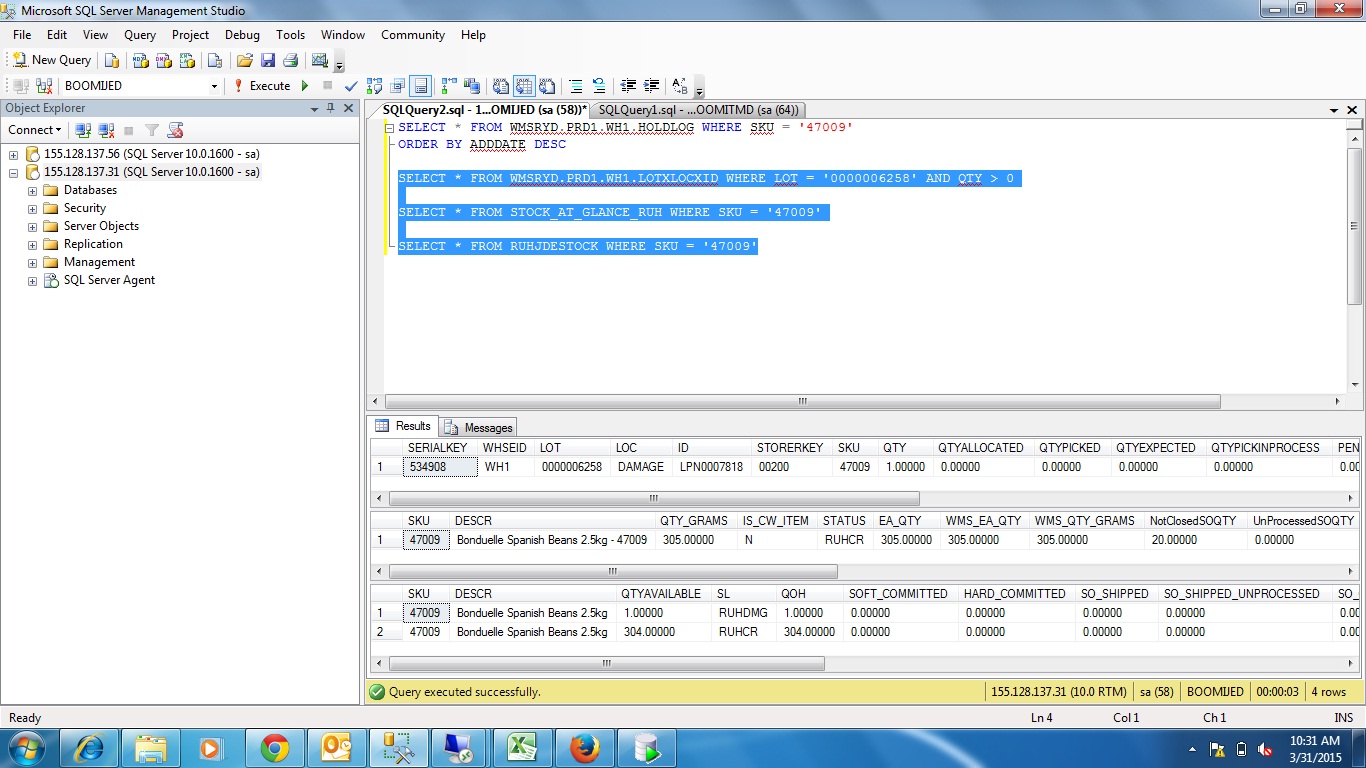 Microsoft SQL Server Management Studio
File Edit View Query Project Debug Tools Window Community Help
New Query
BOOMIJED Execute
Object Explorer
Connect
155.128.137.56 (SQL Server 10.0.1600 - sa)
155.128.137.31 (SQL Server 10.0.1600 - sa)
Databases
Security
Server Objects
Replication
Management
SQL Server Agent
SQLQuery2.sql - 1...OMIJED (sa (58))* SQLQuery1.sql - ...OOMITMD (sa (64))
SELECT * FROM WMSRYD.PRD1.WH1.HOLDLOG WHERE SKU = '47009'
ORDER BY ADDDATE DESC
SELECT * FROM WMSRYD.PRD1.WH1.LOTXLOCXID WHERE LOT = '0000006258' AND QTY > 0
SELECT * FROM STOCK_AT_GLANCE_RUH WHERE SKU = '47009'
SELECT * FROM RUHJDESTOCK WHERE SKU = '47009'
Results Messages
SERIALKEY WHSEID LOT LOC ID STORERKEY SKU QTY QTYALLOCATED QTYPICKED QTYEXPECTED QTYPICKINPROCESS PEN
1 534908 WH1 0000006258 DAMAGE LPN0007818 00200 47009 1.00000 0.00000 0.00000 0.00000 0.00000 0.00
SKU DESCR QTY_GRAMS IS_CW_ITEM STATUS EA_QTY WMS_EA_QTY WMS_QTY_GRAMS NotClosedSOQTY UnProcessedSOQTY
1 47009 Bonduelle Spanish Beans 2.5kg - 47009 305.00000 N RUHCR 305.00000 305.00000 305.00000 20.00000 0.00000
SKU DESCR QTYAVAILABLE SL QOH SOFT_COMMITTED HARD_COMMITTED SO_SHIPPED SO_SHIPPED_UNPROCESSED SO_
1 47009 Bonduelle Spanish Beans 2.5kg 1.00000 RUHDMG 1.00000 0.00000 0.00000 0.00000 0.00000 0.00
2 47009 Bonduelle Spanish Beans 2.5kg 304.00000 RUHCR 304.00000 0.00000 0.00000 0.00000 0.00000 0.00
Query executed successfully. 155.128.137.31 (10.0 RTM) sa (58) BOOMIJED 00:00:03 4 rows
Ready Ln 4 Col 1 Ch 1 INS
10:31 AM
3/31/2015